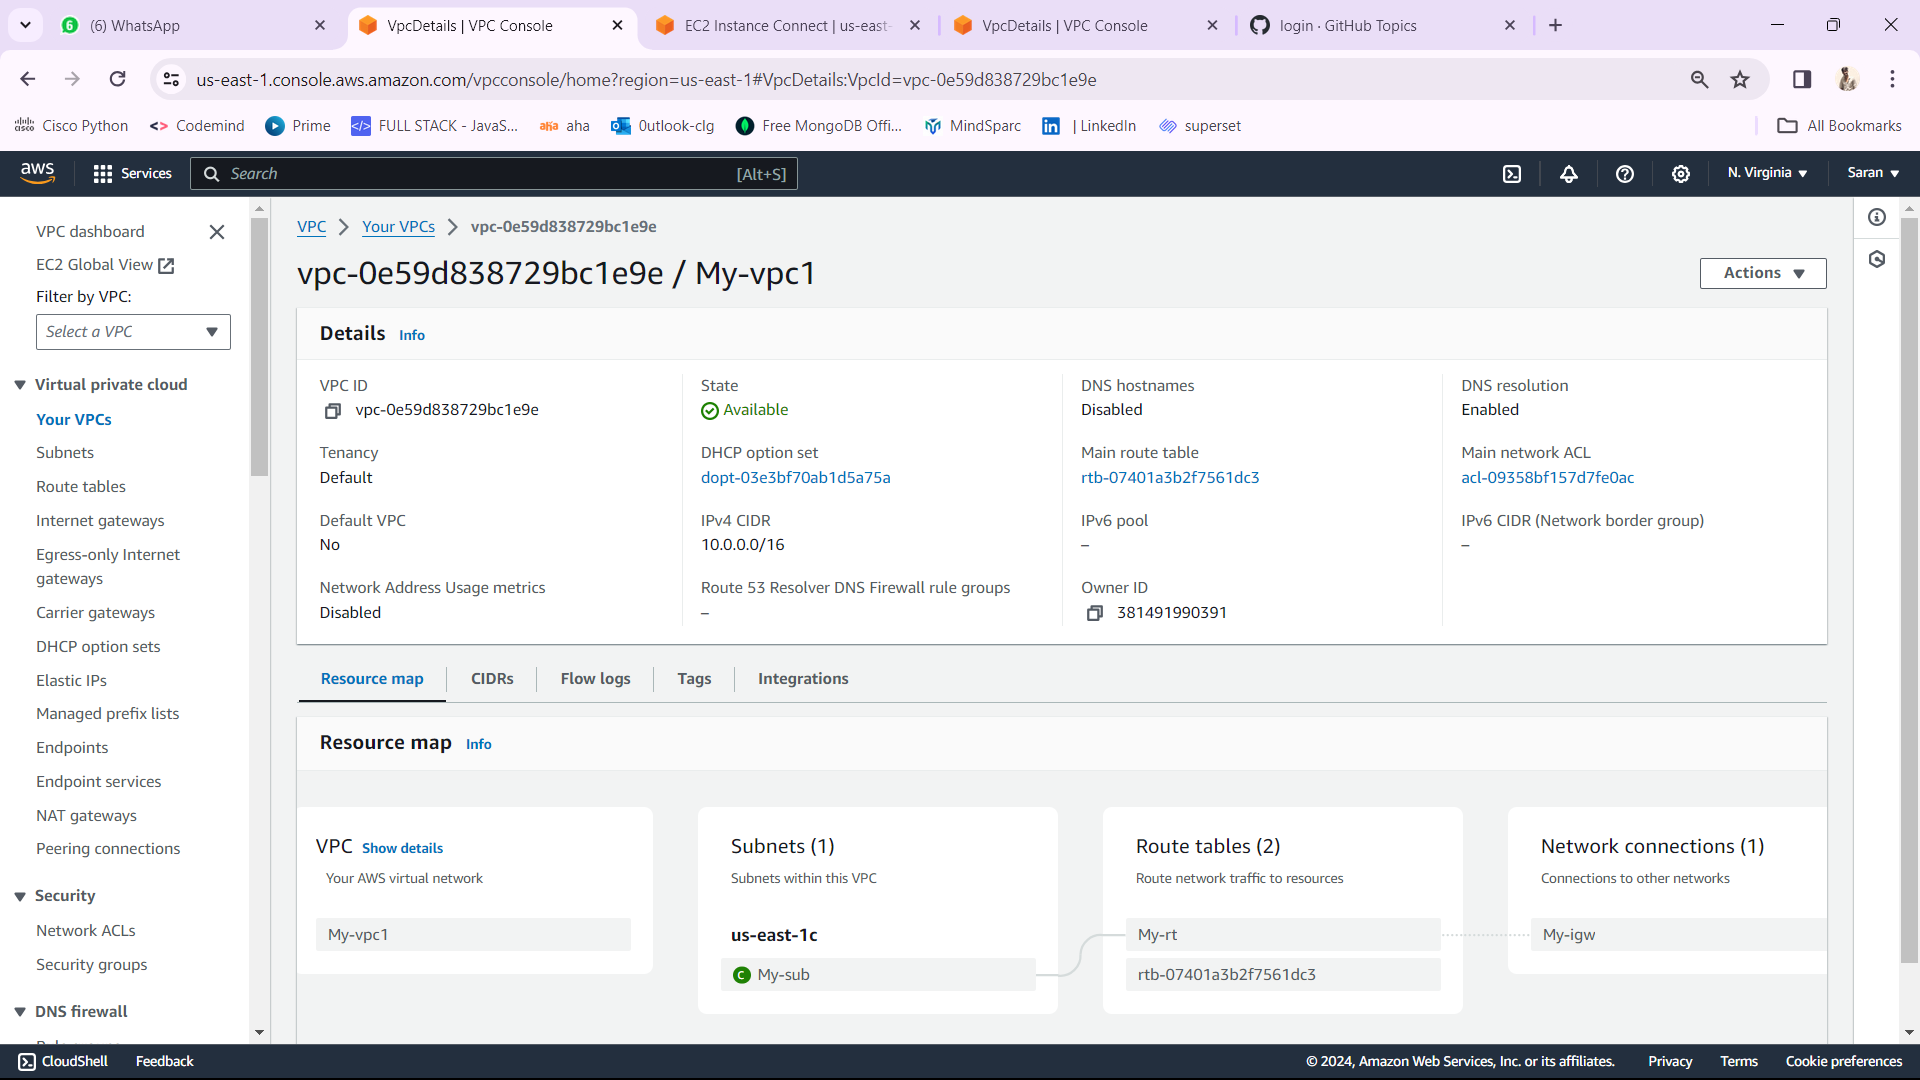 (6) WhatsApp
VpcDetails | VPC Console
EC2 Instance Connect | us-east-
VpcDetails | VPC Console
login · GitHub Topics
us-east-1.console.aws.amazon.com/vpcconsole/home?region=us-east-1#VpcDetails:VpcId=vpc-0e59d838729bc1e9e
Cisco Python
Codemind
Prime
FULL STACK - JavaS...
aha
0utlook-clg
Free MongoDB Offi...
MindSparc
| LinkedIn
superset
All Bookmarks
aws
Services
Search
[Alt+S]
N. Virginia
Saran
VPC dashboard
EC2 Global View
Filter by VPC:
Select a VPC
Virtual private cloud
Your VPCs
Subnets
Route tables
Internet gateways
Egress-only Internet
gateways
Carrier gateways
DHCP option sets
Elastic IPs
Managed prefix lists
Endpoints
Endpoint services
NAT gateways
Peering connections
Security
Network ACLs
Security groups
DNS firewall
VPC
Your VPCs
vpc-0e59d838729bc1e9e
vpc-0e59d838729bc1e9e / My-vpc1
Actions
Details Info
VPC ID
vpc-0e59d838729bc1e9e
State
Available
DNS hostnames
Disabled
DNS resolution
Enabled
Tenancy
Default
DHCP option set
dopt-03e3bf70ab1d5a75a
Main route table
rtb-07401a3b2f7561dc3
Main network ACL
acl-09358bf157d7fe0ac
Default VPC
No
IPv4 CIDR
10.0.0.0/16
IPv6 pool
–
IPv6 CIDR (Network border group)
–
Network Address Usage metrics
Disabled
Route 53 Resolver DNS Firewall rule groups
–
Owner ID
381491990391
Resource map
CIDRs
Flow logs
Tags
Integrations
Resource map Info
VPC Show details
Your AWS virtual network
My-vpc1
Subnets (1)
Subnets within this VPC
us-east-1c
C My-sub
Route tables (2)
Route network traffic to resources
My-rt
rtb-07401a3b2f7561dc3
Network connections (1)
Connections to other networks
My-igw
CloudShell
Feedback
© 2024, Amazon Web Services, Inc. or its affiliates.
Privacy
Terms
Cookie preferences